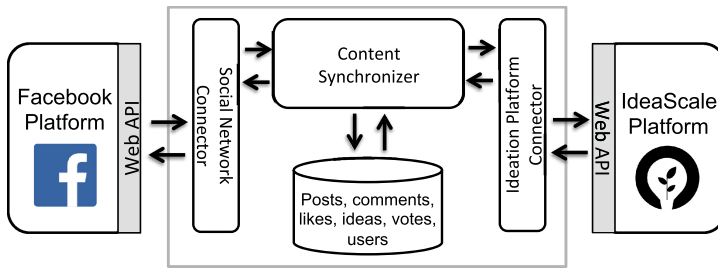 Facebook
Platform
Web API
Social Network
Connector
Content
Synchronizer
Posts, comments,
likes, ideas, votes,
users
Ideation Platform
Connector
Web API
IdeaScale
Platform